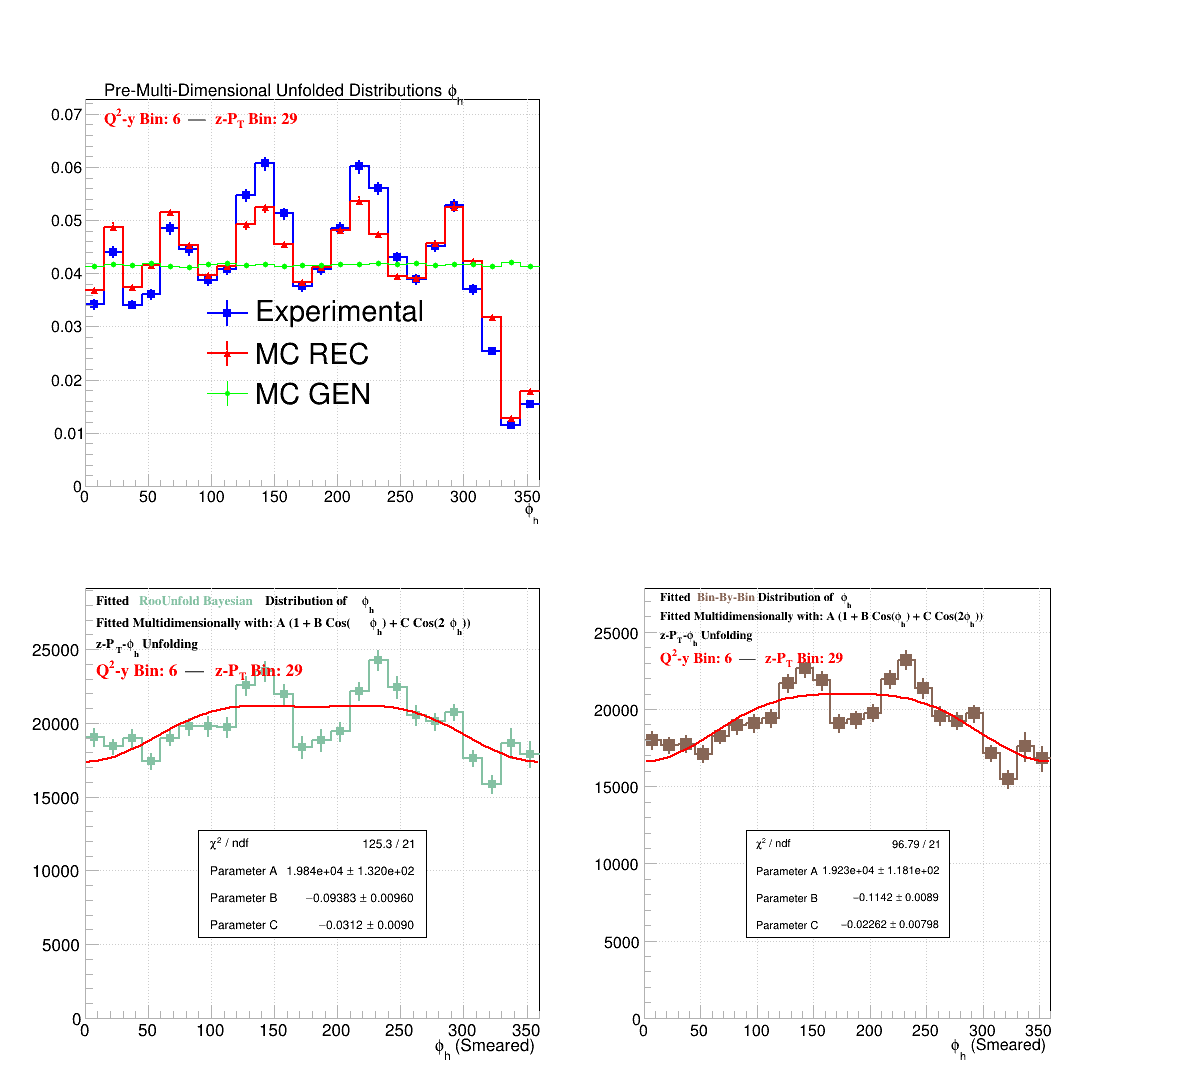 Pre-Multi-Dimensional Unfolded Distributions ϕh
Q²-y Bin: 6 — z-PT Bin: 29
0.07
0.06
0.05
0.04
0.03
0.02
0.01
0
Experimental
MC REC
MC GEN
0 50 100 150 200 250 300 350
ϕh
Fitted RooUnfold Bayesian Distribution of ϕh
Fitted Multidimensionally with: A (1 + B Cos( ϕh) + C Cos(2 ϕh))
z-PT-ϕh Unfolding
Q²-y Bin: 6 — z-PT Bin: 29
25000
20000
15000
10000
5000
0
χ² / ndf 125.3 / 21
Parameter A 1.984e+04 ± 1.320e+02
Parameter B −0.09383 ± 0.00960
Parameter C −0.0312 ± 0.0090
0 50 100 150 200 250 300 350
ϕh (Smeared)
Fitted Bin-By-Bin Distribution of ϕh
Fitted Multidimensionally with: A (1 + B Cos(ϕh) + C Cos(2ϕh))
z-PT-ϕh Unfolding
Q²-y Bin: 6 — z-PT Bin: 29
25000
20000
15000
10000
5000
0
χ² / ndf 96.79 / 21
Parameter A 1.923e+04 ± 1.181e+02
Parameter B −0.1142 ± 0.0089
Parameter C −0.02262 ± 0.00798
0 50 100 150 200 250 300 350
ϕh (Smeared)